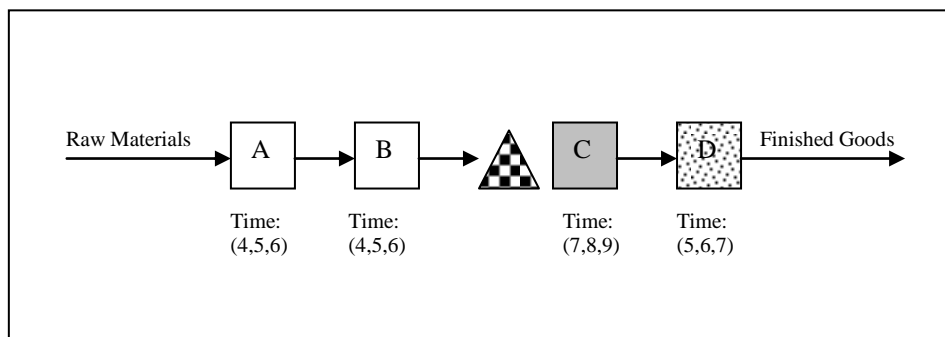 Raw Materials
A
B
C
D
Finished Goods
Time:
(4,5,6)
Time:
(4,5,6)
Time:
(7,8,9)
Time:
(5,6,7)